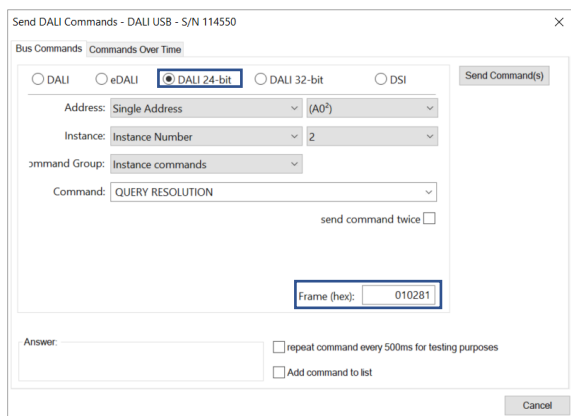 Send DALI Commands - DALI USB - S/N 114550
Bus Commands Commands Over Time
DALI eDALI DALI 24-bit DALI 32-bit DSI Send Command(s)
Address: Single Address (A0²)
Instance: Instance Number 2
ommand Group: Instance commands
Command: QUERY RESOLUTION
send command twice
Frame (hex): 010281
Answer:
repeat command every 500ms for testing purposes
Add command to list
Cancel